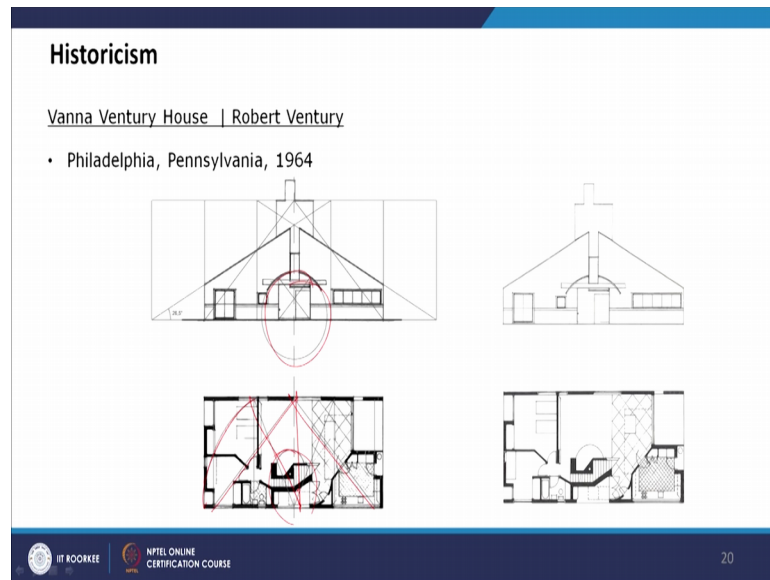 Historicism
Vanna Ventury House | Robert Ventury
• Philadelphia, Pennsylvania, 1964
IIT ROORKEE
NPTEL ONLINE
CERTIFICATION COURSE
20